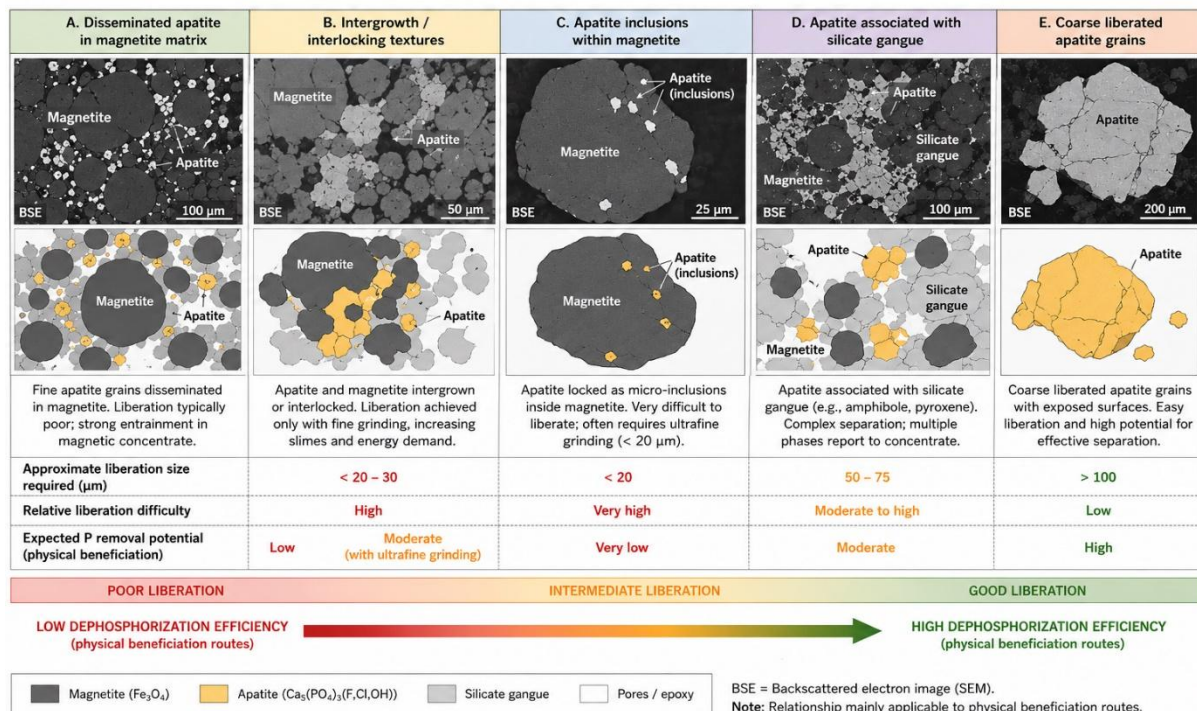 A. Disseminated apatite
in magnetite matrix
B. Intergrowth /
interlocking textures
C. Apatite inclusions
within magnetite
D. Apatite associated with
silicate gangue
E. Coarse liberated
apatite grains
Magnetite
Apatite
BSE
100 µm
Magnetite
Apatite
BSE
50 µm
Apatite
(inclusions)
Magnetite
BSE
25 µm
Apatite
Silicate
gangue
Magnetite
BSE
100 µm
Apatite
BSE
200 µm
Magnetite
Apatite
Magnetite
Apatite
Apatite
(inclusions)
Magnetite
Apatite
Silicate
gangue
Magnetite
Apatite
Fine apatite grains disseminated
in magnetite. Liberation typically
poor; strong entrainment in
magnetic concentrate.
Apatite and magnetite intergrown
or interlocked. Liberation achieved
only with fine grinding, increasing
slimes and energy demand.
Apatite locked as micro-inclusions
inside magnetite. Very difficult to
liberate; often requires ultrafine
grinding (< 20 µm).
Apatite associated with silicate
gangue (e.g., amphibole, pyroxene).
Complex separation; multiple
phases report to concentrate.
Coarse liberated apatite grains
with exposed surfaces. Easy
liberation and high potential for
effective separation.
Approximate liberation size
required (µm)
< 20 – 30
< 20
50 – 75
> 100
Relative liberation difficulty
High
Very high
Moderate to high
Low
Expected P removal potential
(physical beneficiation)
Low
Moderate
(with ultrafine grinding)
Very low
Moderate
High
POOR LIBERATION
INTERMEDIATE LIBERATION
GOOD LIBERATION
LOW DEPHOSPHORIZATION EFFICIENCY
(physical beneficiation routes)
HIGH DEPHOSPHORIZATION EFFICIENCY
(physical beneficiation routes)
Magnetite (Fe₃O₄)
Apatite (Ca₅(PO₄)₃(F,Cl,OH))
Silicate gangue
Pores / epoxy
BSE = Backscattered electron image (SEM).
Note: Relationship mainly applicable to physical beneficiation routes.